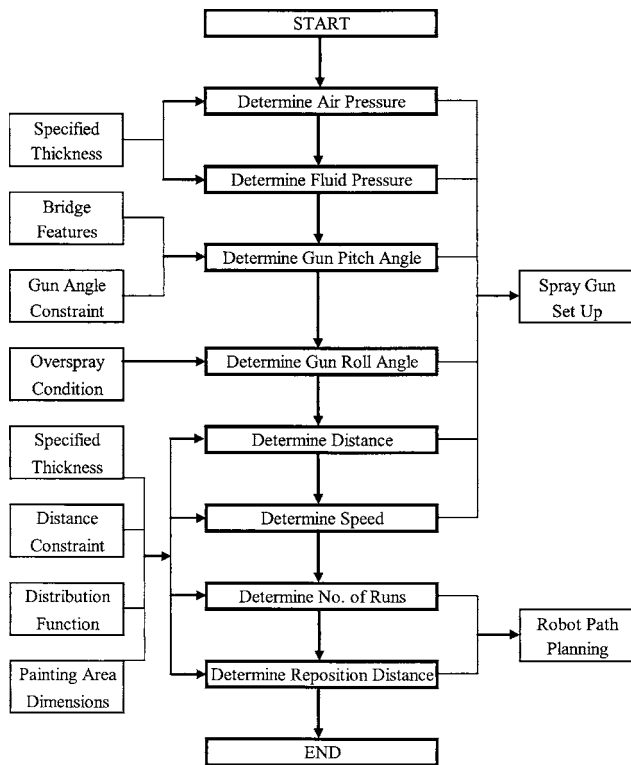 START
Determine Air Pressure
Specified
Thickness
Determine Fluid Pressure
Bridge
Features
Determine Gun Pitch Angle
Gun Angle
Constraint
Spray Gun
Set Up
Overspray
Condition
Determine Gun Roll Angle
Specified
Thickness
Determine Distance
Distance
Constraint
Determine Speed
Distribution
Function
Determine No. of Runs
Robot Path
Planning
Painting Area
Dimensions
Determine Reposition Distance
END